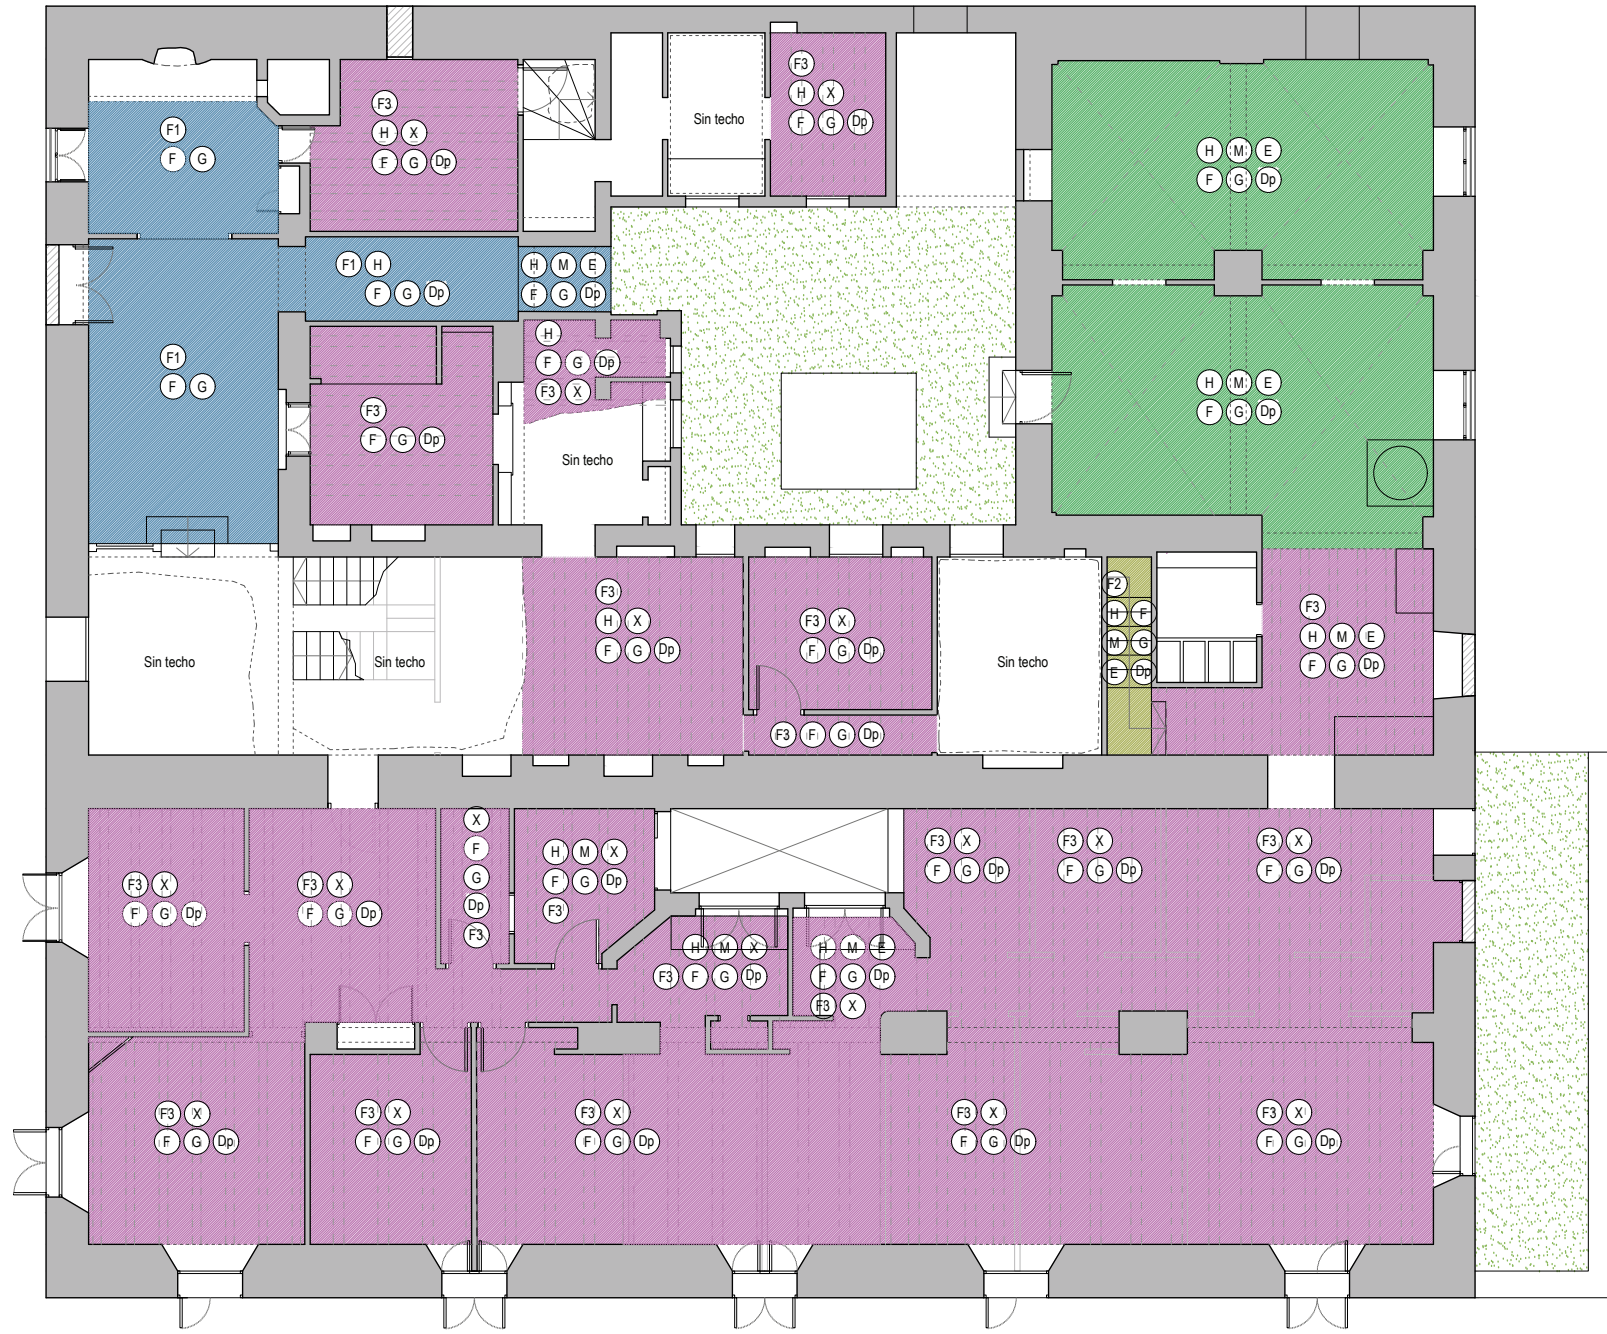 F3
H X
F G Dp
Sin techo
F3
H X
F G Dp
F1
F G
H M E
F G Dp
F1 H
F G Dp
H M E
F G Dp
F1
F G
H
F G Dp
F3 X
F3
F G Dp
Sin techo
H M E
F G Dp
Sin techo
Sin techo
F3
H X
F G Dp
F3 X
F G Dp
F3 F G Dp
Sin techo
F2
H F
M G
E Dp
F3
H M E
F G Dp
F3 X
F G Dp
F3 X
F G Dp
X
F
G
Dp
F3
H M X
F G Dp
F3
H M X
F3 F G Dp
H M E
F G Dp
F3 X
F3 X
F G Dp
F3 X
F G Dp
F3 X
F G Dp
F3 X
F G Dp
F3 X
F G Dp
F3 X
F G Dp
F3 X
F G Dp
F3 X
F G Dp